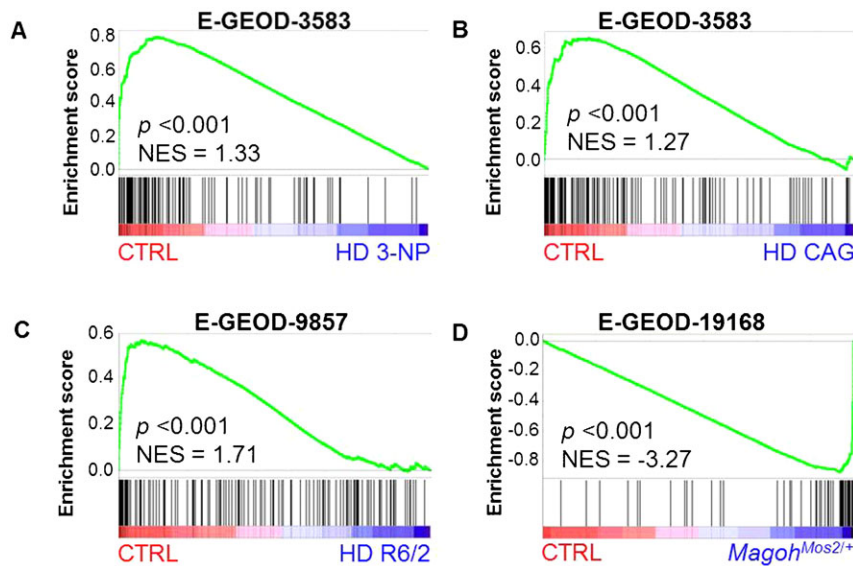 A
E-GEOD-3583
Enrichment score
0.8
0.6
0.4
0.2
0.0
p <0.001
NES = 1.33
CTRL
HD 3-NP
B
E-GEOD-3583
Enrichment score
0.6
0.4
0.2
0.0
p <0.001
NES = 1.27
CTRL
HD CAG
C
E-GEOD-9857
Enrichment score
0.6
0.4
0.2
0.0
p <0.001
NES = 1.71
CTRL
HD R6/2
D
E-GEOD-19168
Enrichment score
0.0
-0.2
-0.4
-0.6
-0.8
p <0.001
NES = -3.27
CTRL
Magoh^Mos2/+